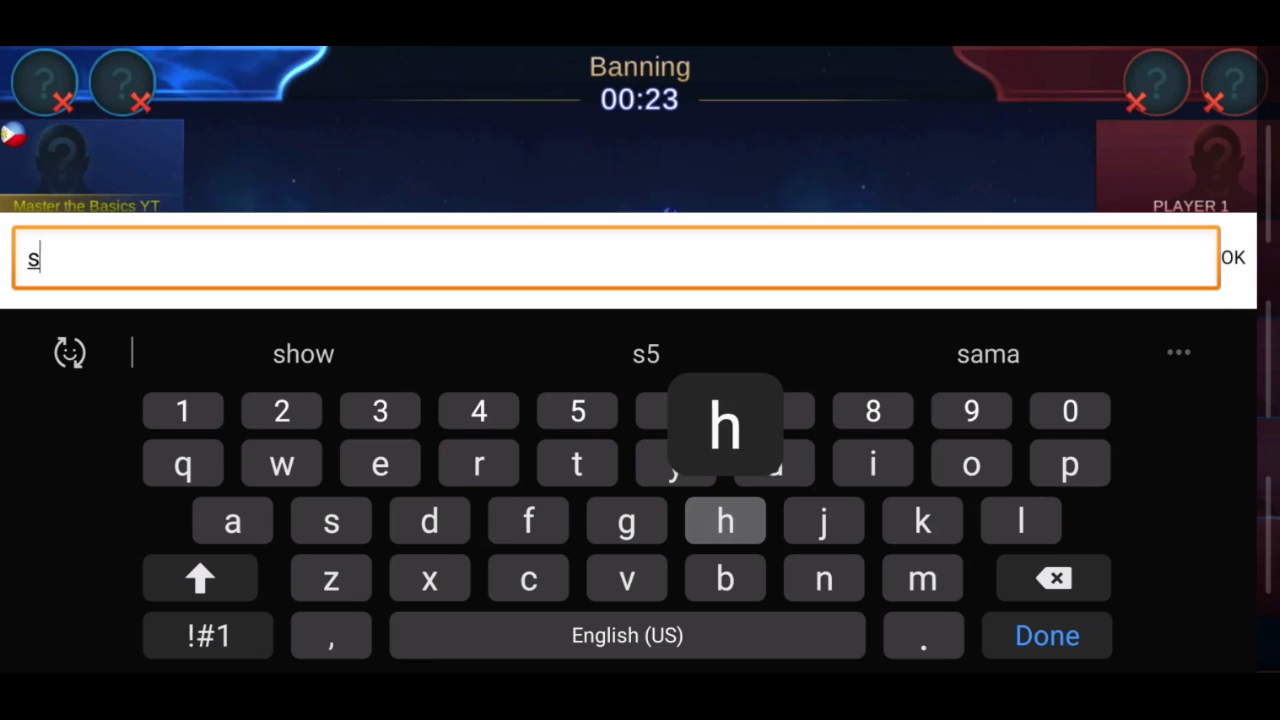 Banning
00:23
Master the Basics YT
PLAYER 1
s
OK
show s5 sama
1 2 3 4 5 8 9 0
h
q w e r t y u i o p
a s d f g h j k l
z x c v b n m
!#1 , English (US) . Done